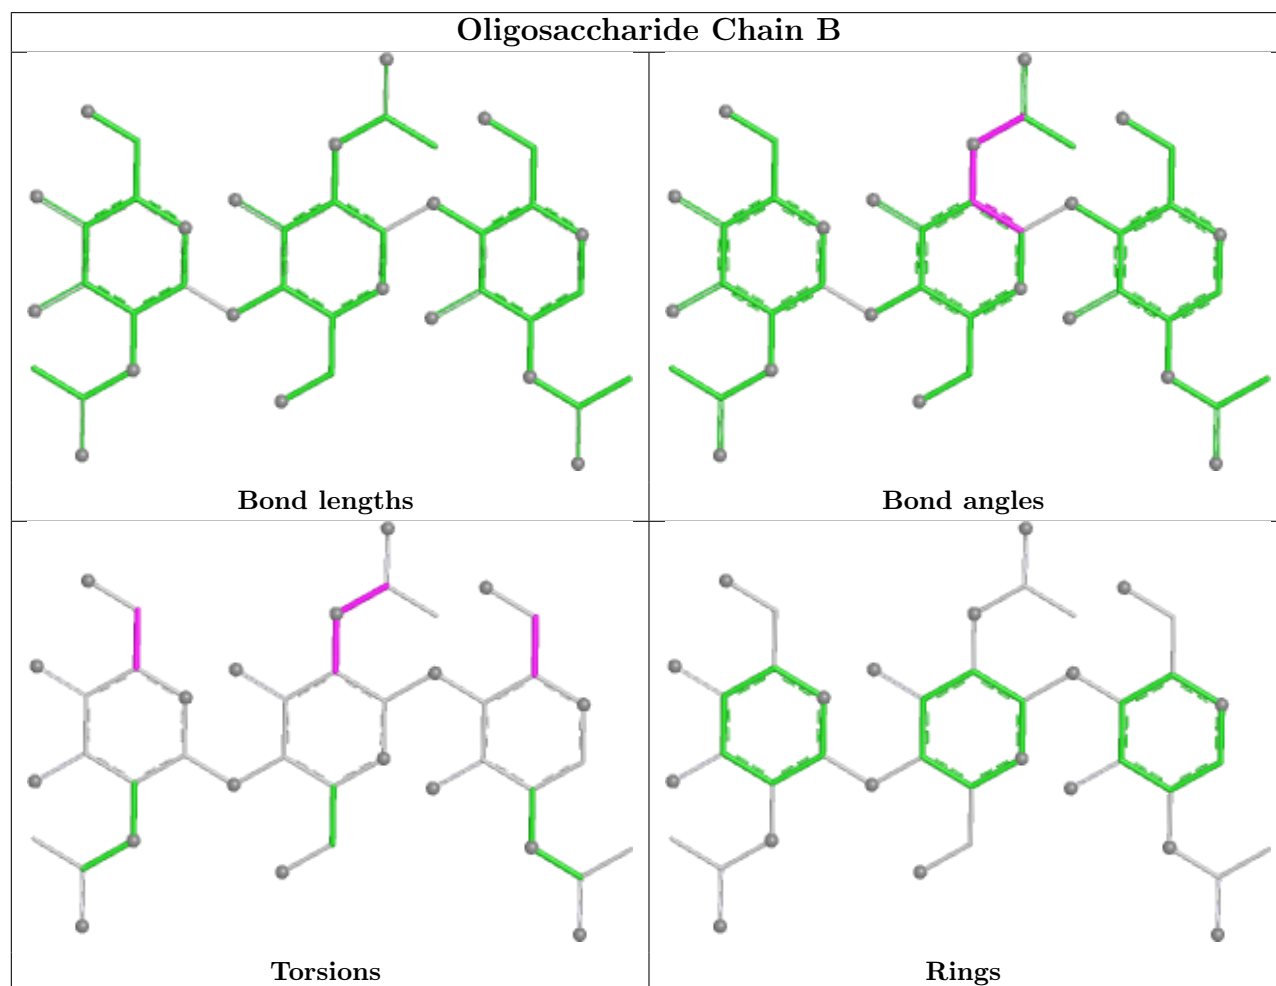 Oligosaccharide Chain B
Bond lengths
Bond angles
Torsions
Rings